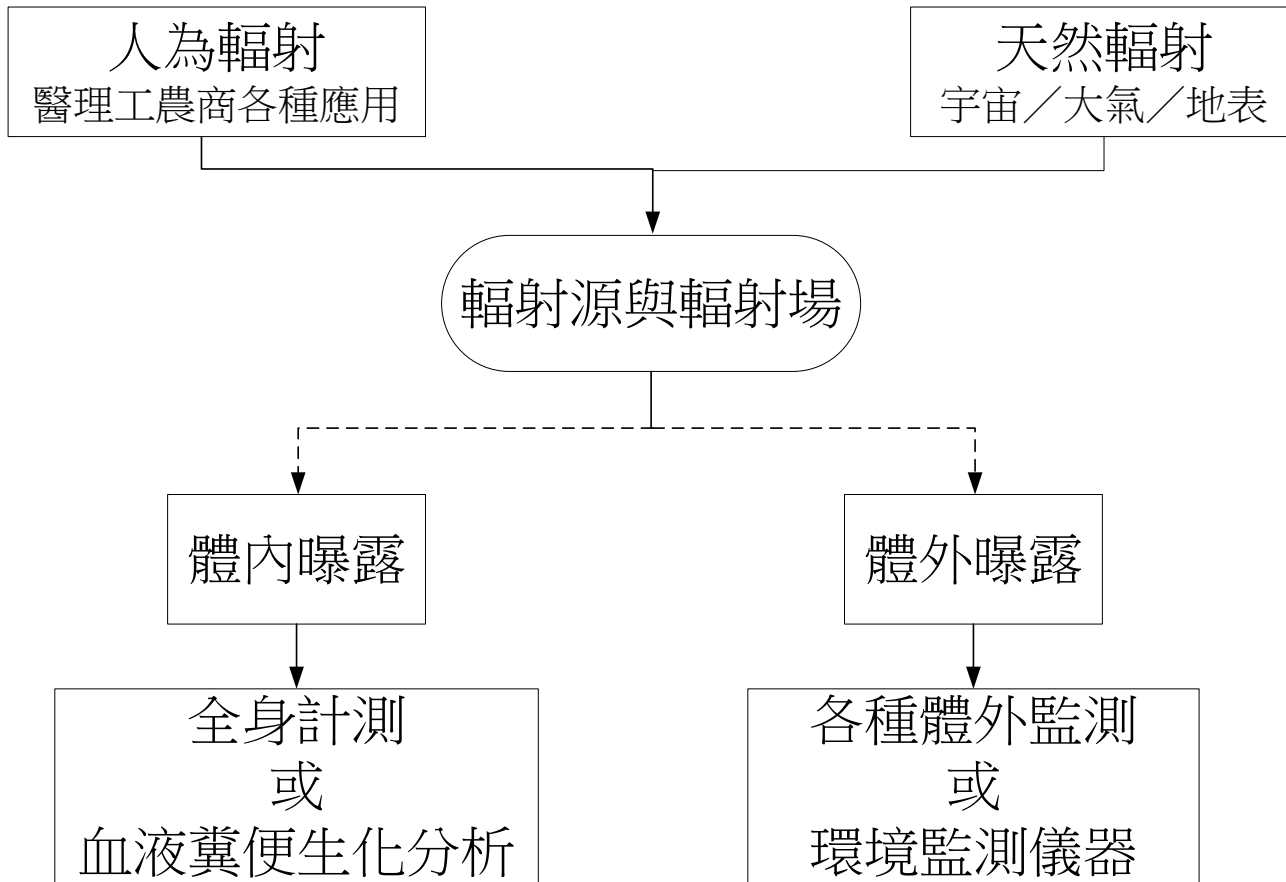 人為輻射
醫理工農商各種應用
天然輻射
宇宙／大氣／地表
輻射源與輻射場
體內曝露
體外曝露
全身計測
或
血液糞便生化分析
各種體外監測
或
環境監測儀器